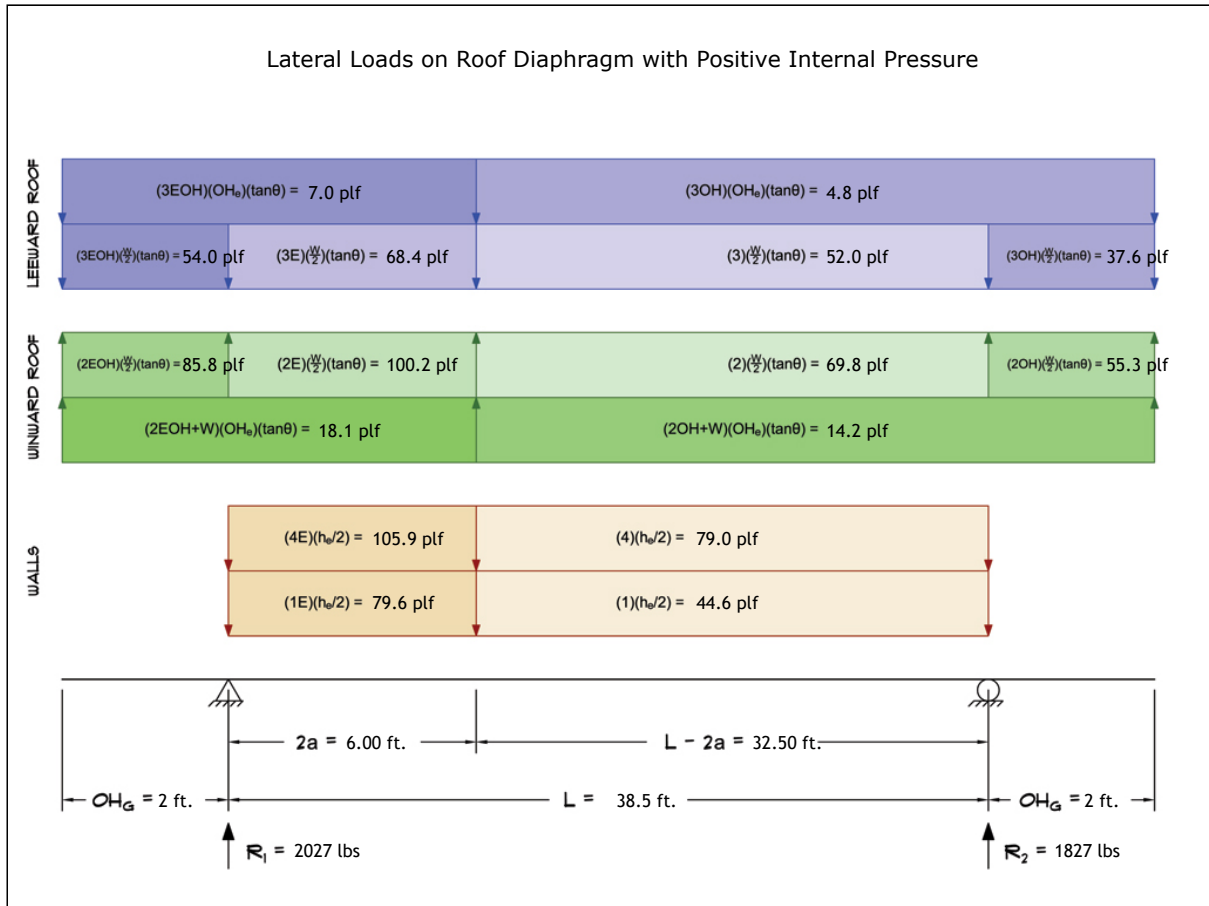 Lateral Loads on Roof Diaphragm with Positive Internal Pressure
LEEWARD ROOF
(3EOH)(OHₑ)(tanθ) = 7.0 plf
(3OH)(OHₑ)(tanθ) = 4.8 plf
(3EOH)(W/2)(tanθ) = 54.0 plf
(3E)(W/2)(tanθ) = 68.4 plf
(3)(W/2)(tanθ) = 52.0 plf
(3OH)(W/2)(tanθ) = 37.6 plf
WINWARD ROOF
(2EOH)(W/2)(tanθ) = 85.8 plf
(2E)(W/2)(tanθ) = 100.2 plf
(2)(W/2)(tanθ) = 69.8 plf
(2OH)(W/2)(tanθ) = 55.3 plf
(2EOH+W)(OHₑ)(tanθ) = 18.1 plf
(2OH+W)(OHₑ)(tanθ) = 14.2 plf
WALLS
(4E)(hₑ/2) = 105.9 plf
(4)(hₑ/2) = 79.0 plf
(1E)(hₑ/2) = 79.6 plf
(1)(hₑ/2) = 44.6 plf
2a = 6.00 ft.
L - 2a = 32.50 ft.
OH_G = 2 ft.
L = 38.5 ft.
OH_G = 2 ft.
R₁ = 2027 lbs
R₂ = 1827 lbs